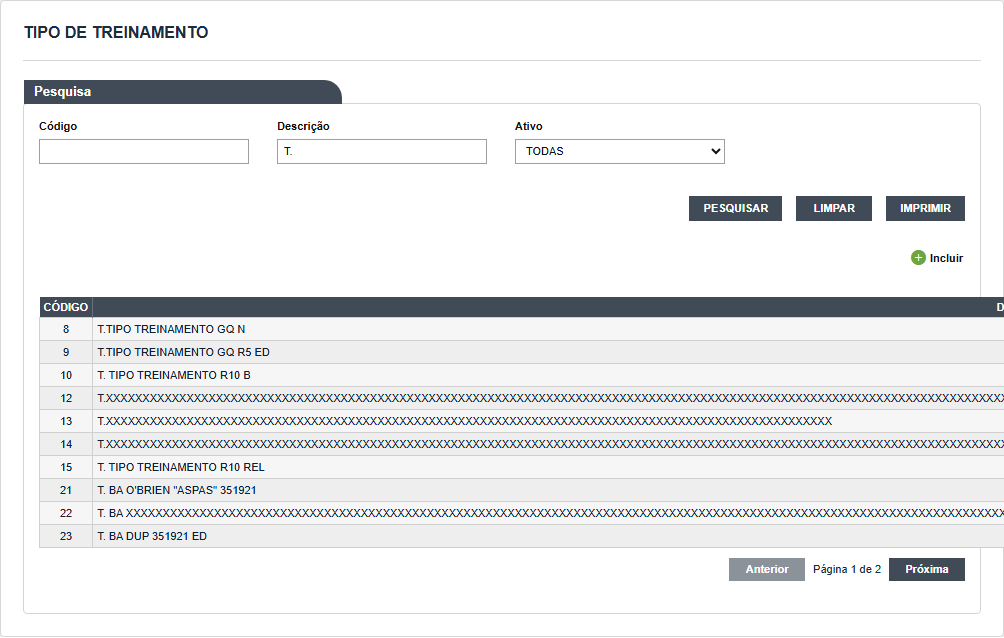 TIPO DE TREINAMENTO
Pesquisa
Código Descrição Ativo
T. TODAS
PESQUISAR LIMPAR IMPRIMIR
Incluir
CÓDIGO D
8 T.TIPO TREINAMENTO GQ N
9 T.TIPO TREINAMENTO GQ R5 ED
10 T. TIPO TREINAMENTO R10 B
12
13
14
15 T. TIPO TREINAMENTO R10 REL
21 T. BA O'BRIEN "ASPAS" 351921
22 T. BA
23 T. BA DUP 351921 ED
Anterior Página 1 de 2 Próxima